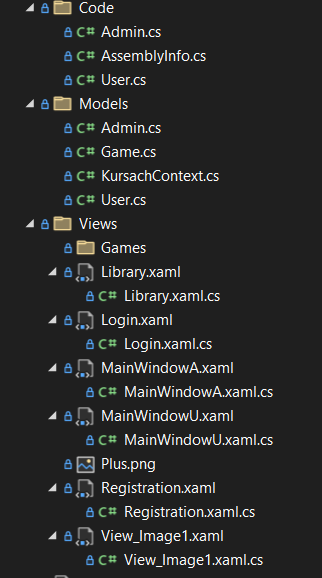 Code
C# Admin.cs
C# AssemblyInfo.cs
C# User.cs
Models
C# Admin.cs
C# Game.cs
C# KursachContext.cs
C# User.cs
Views
Games
Library.xaml
C# Library.xaml.cs
Login.xaml
C# Login.xaml.cs
MainWindowA.xaml
C# MainWindowA.xaml.cs
MainWindowU.xaml
C# MainWindowU.xaml.cs
Plus.png
Registration.xaml
C# Registration.xaml.cs
View_Image1.xaml
C# View_Image1.xaml.cs